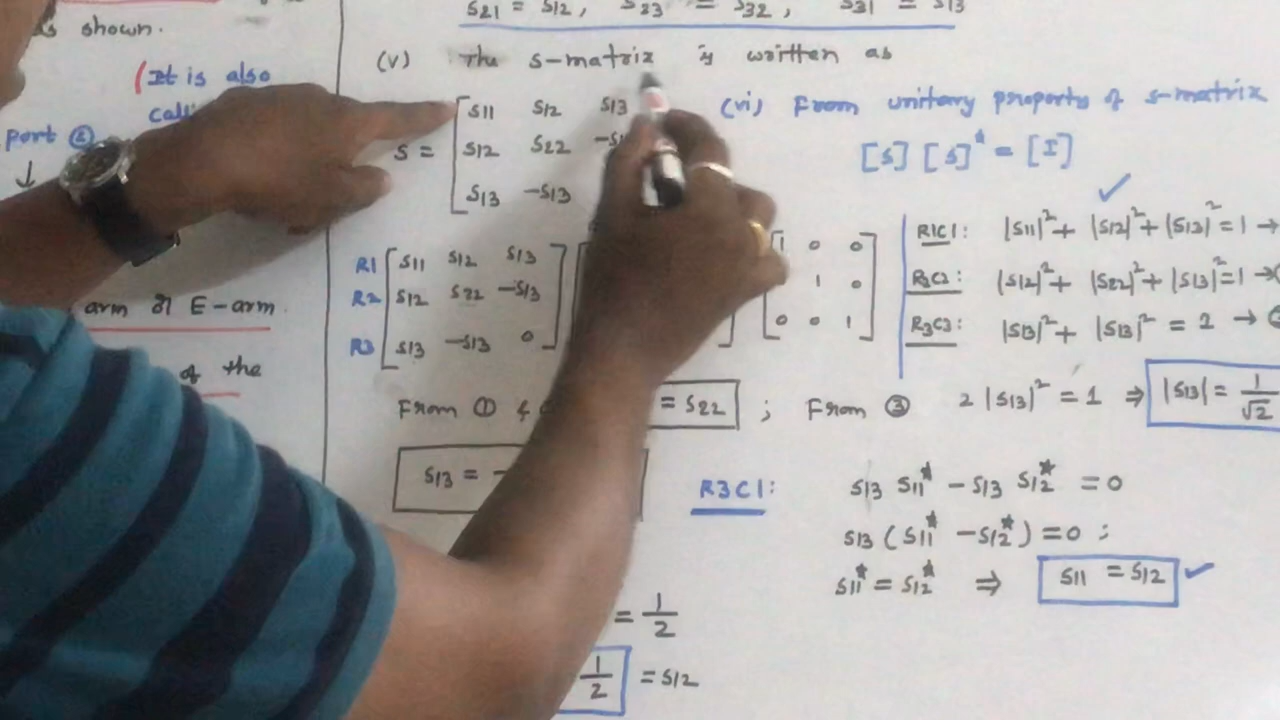 s shown.
(It is also
port ②
↓
arm or E-arm.
of the
S21 = S12, S23 = S32, S31 = S13
(v) The s-matrix is written as
S = [S11 S12 S13
S12 S22
S13 -S13
R1 [S11 S12 S13]
R2 [S12 S22 -S13]
R3 [S13 -S13 0]
[1 0 0]
1 0
0 0 1
From ① &
= S22 ; From ③ 2 |S13|² = 1 ⇒ |S13| = 1/√2
S13 = -
= 1/2
1/2 = S12
(vi) From unitary property of s-matrix
[S] [S]* = [I]
✓
R1C1: |S11|² + |S12|² + |S13|² = 1 →
R2C2: |S12|² + |S22|² + |S13|² = 1 →
R3C3: |S13|² + |S13|² = 2 →
R3C1: S13 S11* - S13 S12* = 0
S13 (S11* - S12*) = 0 ;
S11* = S12* ⇒ S11 = S12 ✓